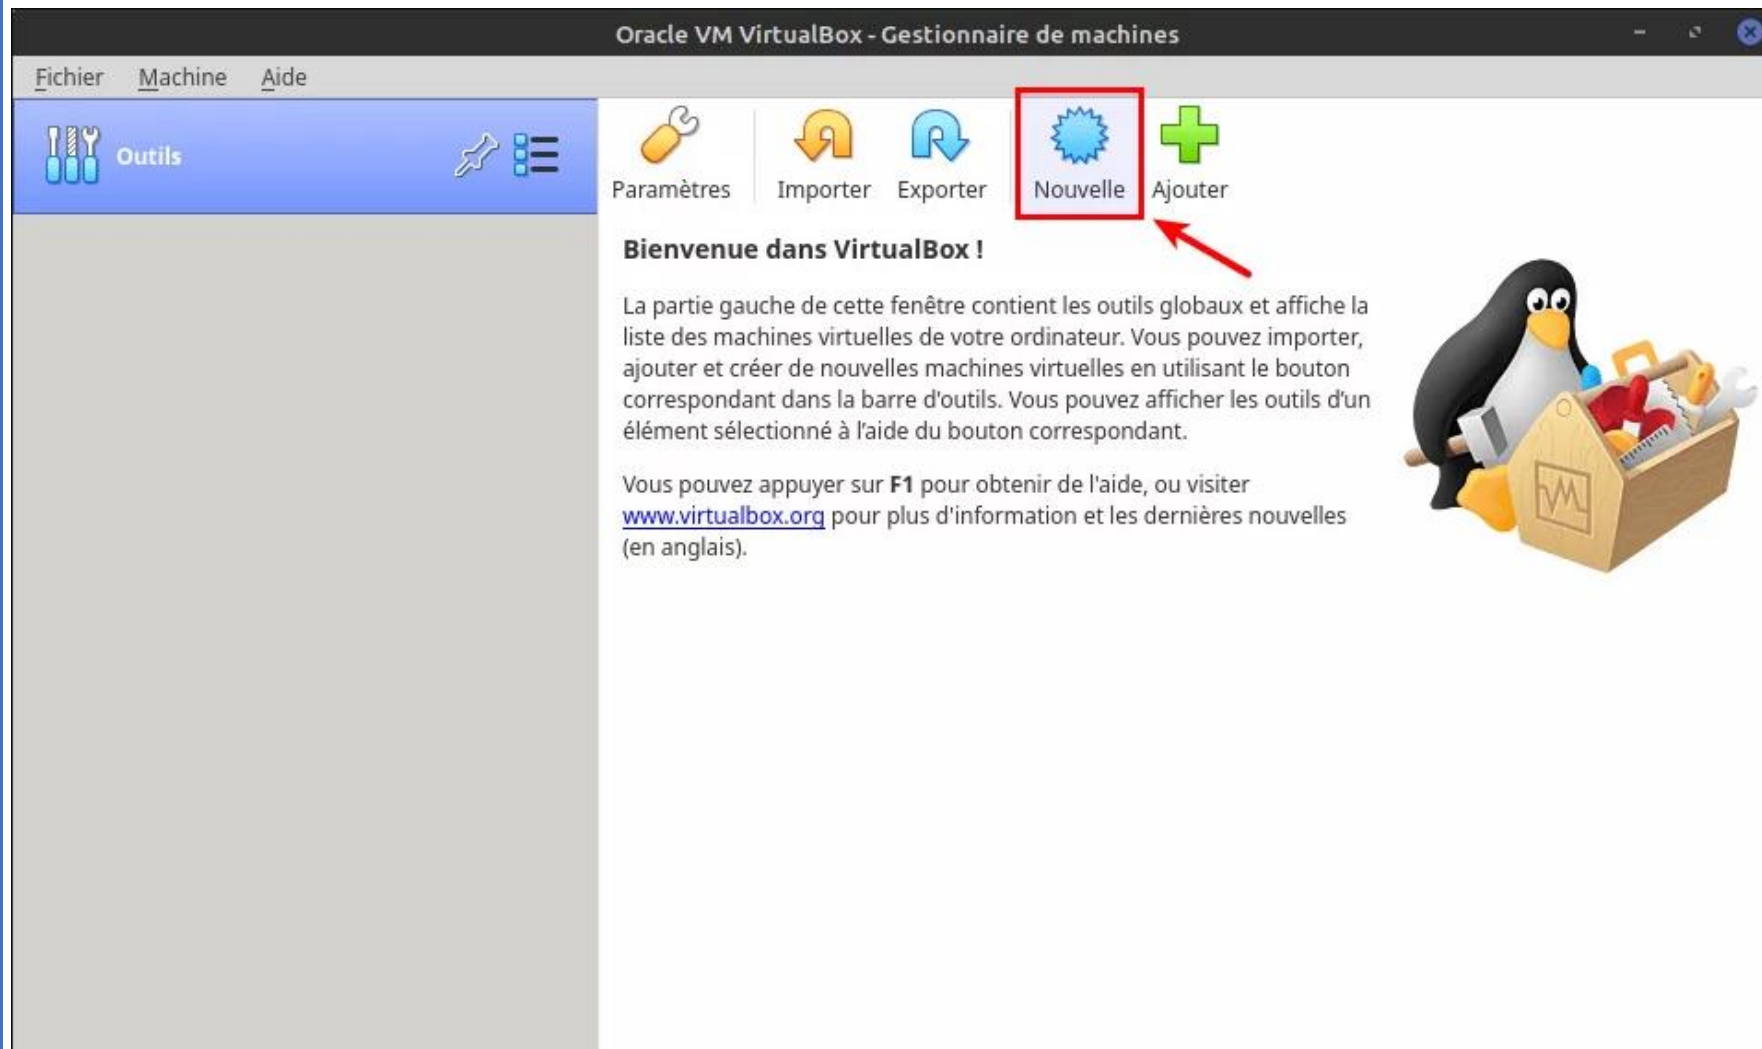 Oracle VM VirtualBox - Gestionnaire de machines
Fichier Machine Aide
Outils
Paramètres Importer Exporter Nouvelle Ajouter
Bienvenue dans VirtualBox !
La partie gauche de cette fenêtre contient les outils globaux et affiche la
liste des machines virtuelles de votre ordinateur. Vous pouvez importer,
ajouter et créer de nouvelles machines virtuelles en utilisant le bouton
correspondant dans la barre d'outils. Vous pouvez afficher les outils d'un
élément sélectionné à l'aide du bouton correspondant.
Vous pouvez appuyer sur F1 pour obtenir de l'aide, ou visiter
www.virtualbox.org pour plus d'information et les dernières nouvelles
(en anglais).